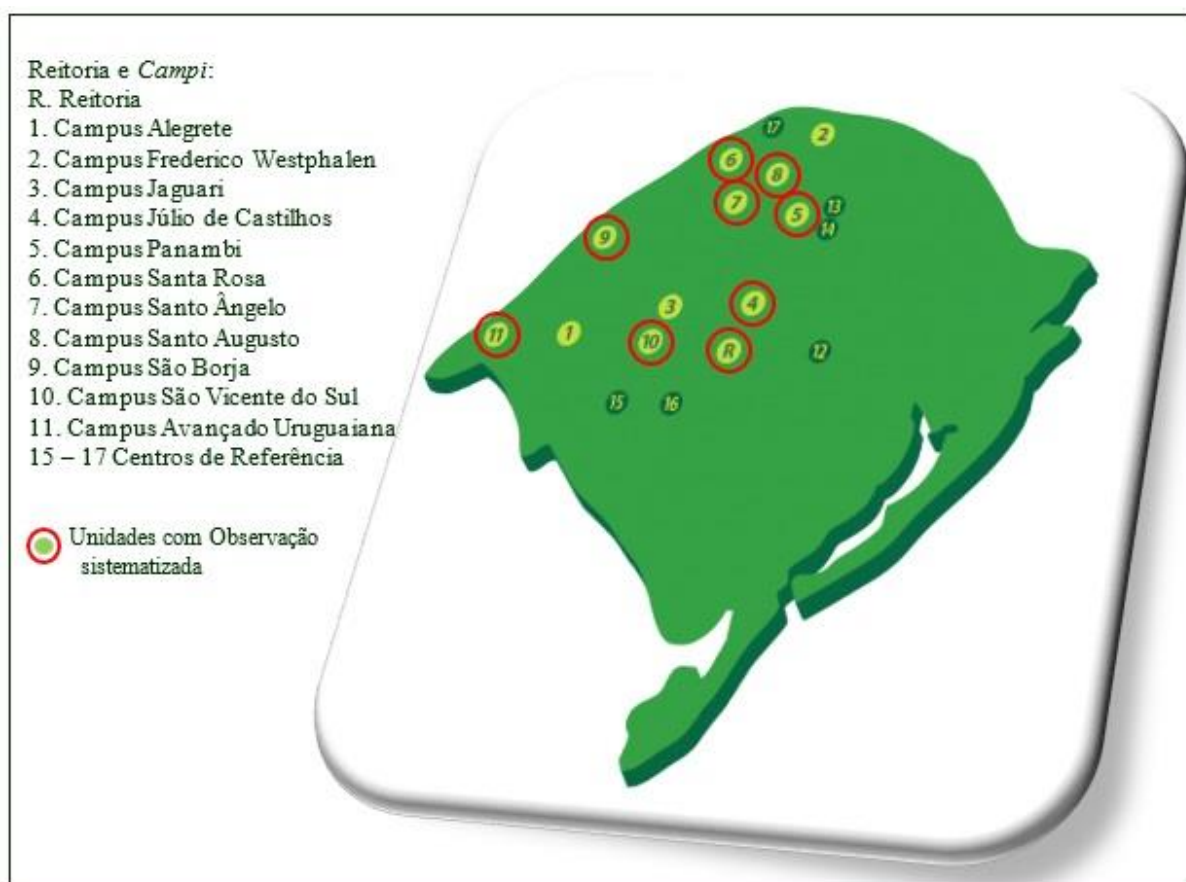 Reitoria e Campi:
R. Reitoria
1. Campus Alegrete
2. Campus Frederico Westphalen
3. Campus Jaguari
4. Campus Júlio de Castilhos
5. Campus Panambi
6. Campus Santa Rosa
7. Campus Santo Ângelo
8. Campus Santo Augusto
9. Campus São Borja
10. Campus São Vicente do Sul
11. Campus Avançado Uruguaiana
15 – 17 Centros de Referência
Unidades com Observação
sistematizada
17
2
6
8
7
5
13
14
9
3
4
11
1
10
R
12
15
16